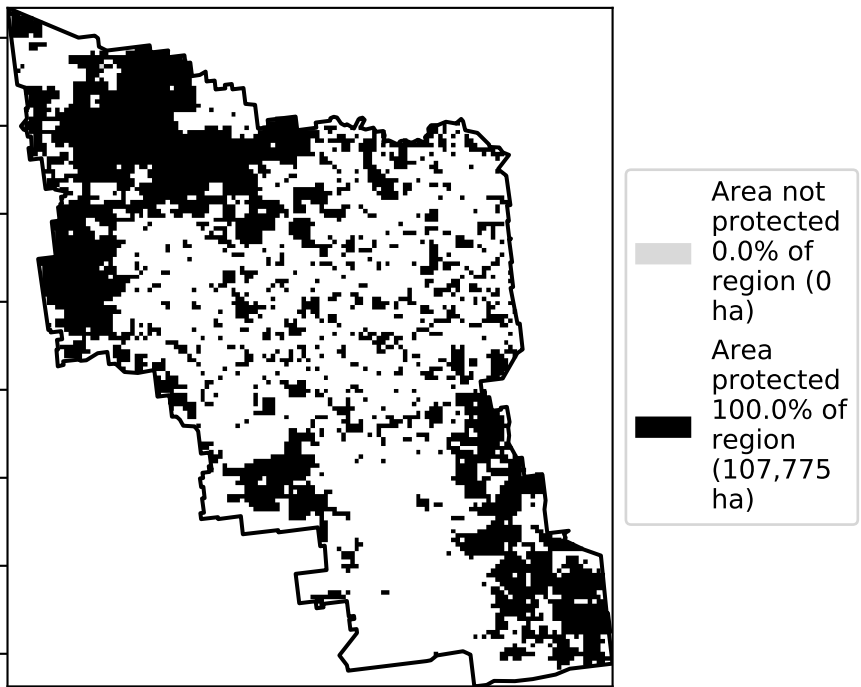 Area not
protected
0.0% of
region (0
ha)
Area
protected
100.0% of
region
(107,775
ha)